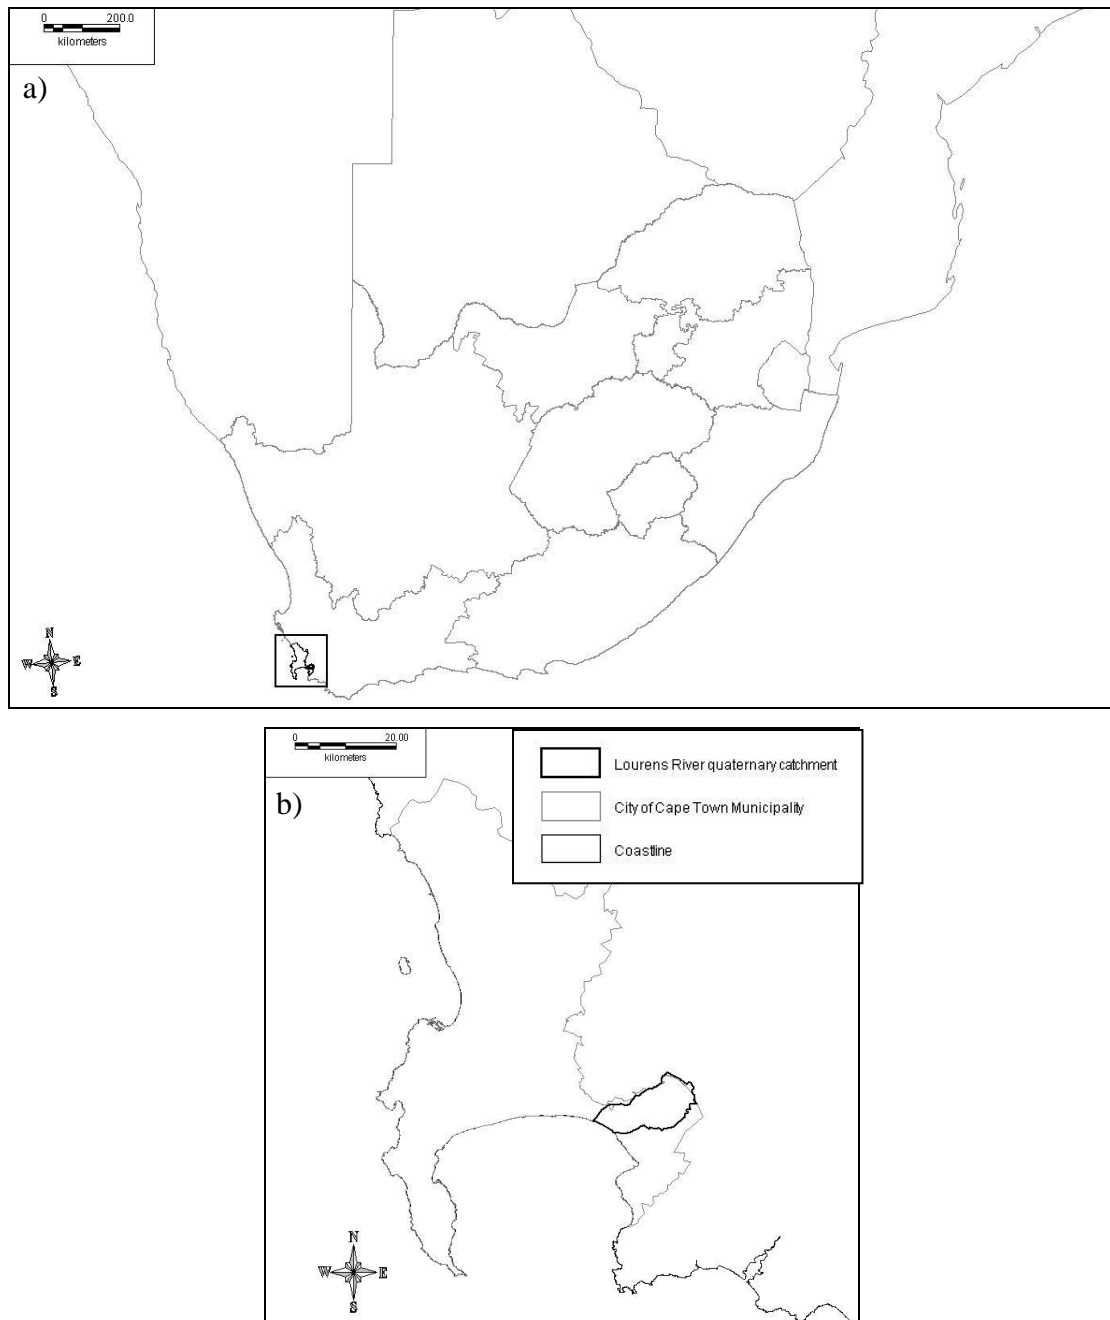 0 200.0
kilometers
a)
N
W E
S
0 20.00
kilometers
b)
Lourens River quaternary catchment
City of Cape Town Municipality
Coastline
N
W E
S